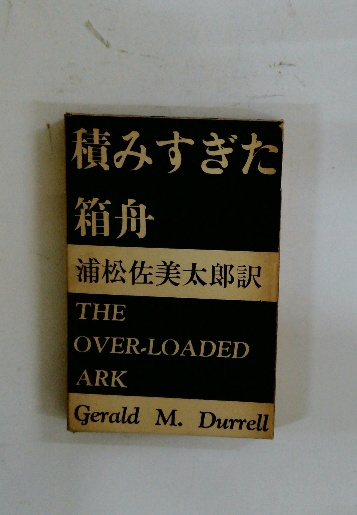 積みすぎた
箱舟
浦松佐美太郎訳
THE
OVER-LOADED
ARK
Gerald M. Durrell